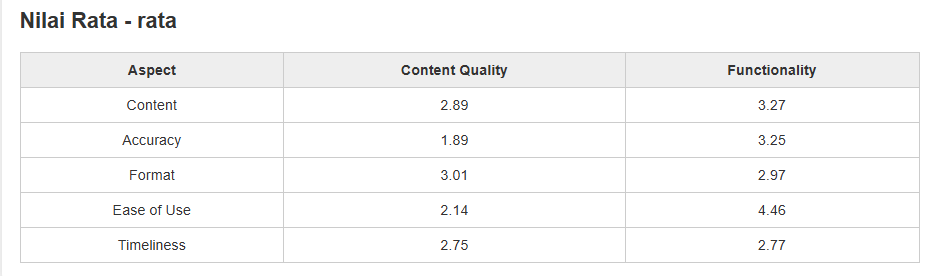 Nilai Rata - rata
Aspect Content Quality Functionality
Content 2.89 3.27
Accuracy 1.89 3.25
Format 3.01 2.97
Ease of Use 2.14 4.46
Timeliness 2.75 2.77